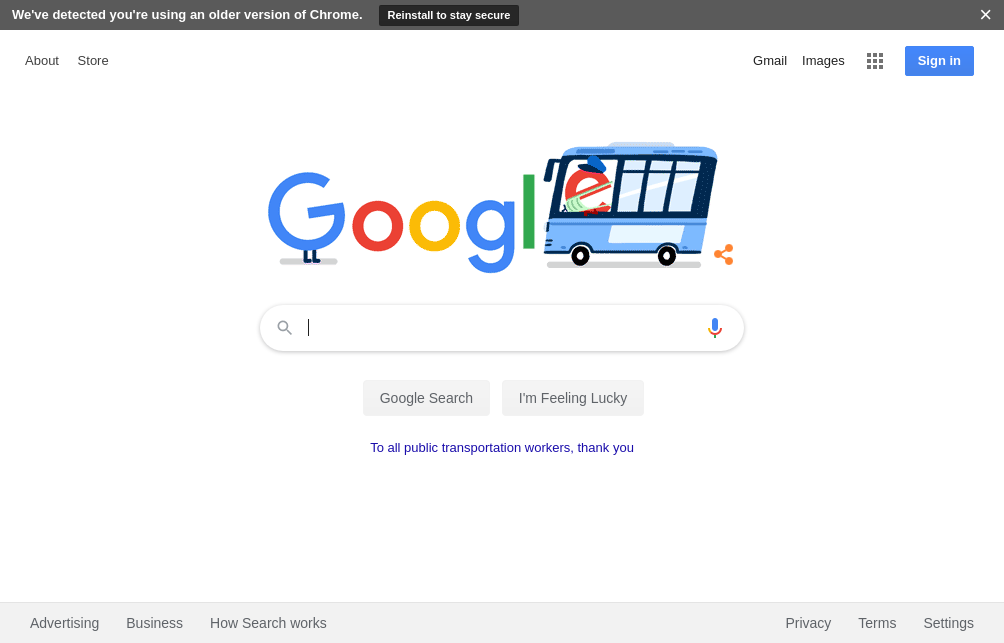 We've detected you're using an older version of Chrome. Reinstall to stay secure
About Store Gmail Images Sign in
Google
Google Search I'm Feeling Lucky
To all public transportation workers, thank you
Advertising Business How Search works Privacy Terms Settings